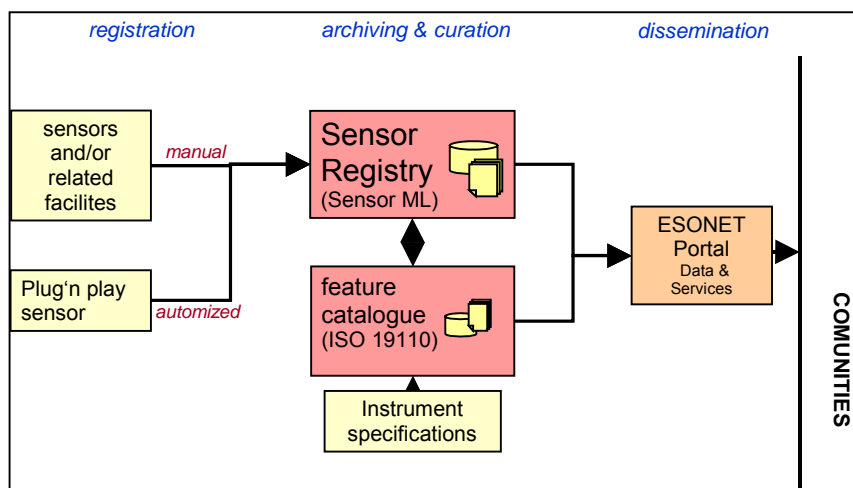 registration
archiving & curation
dissemination
sensors
and/or
related
facilites
manual
Plug‘n play
sensor
automized
Sensor
Registry
(Sensor ML)
feature
catalogue
(ISO 19110)
Instrument
specifications
ESONET
Portal
Data &
Services
COMUNITIES